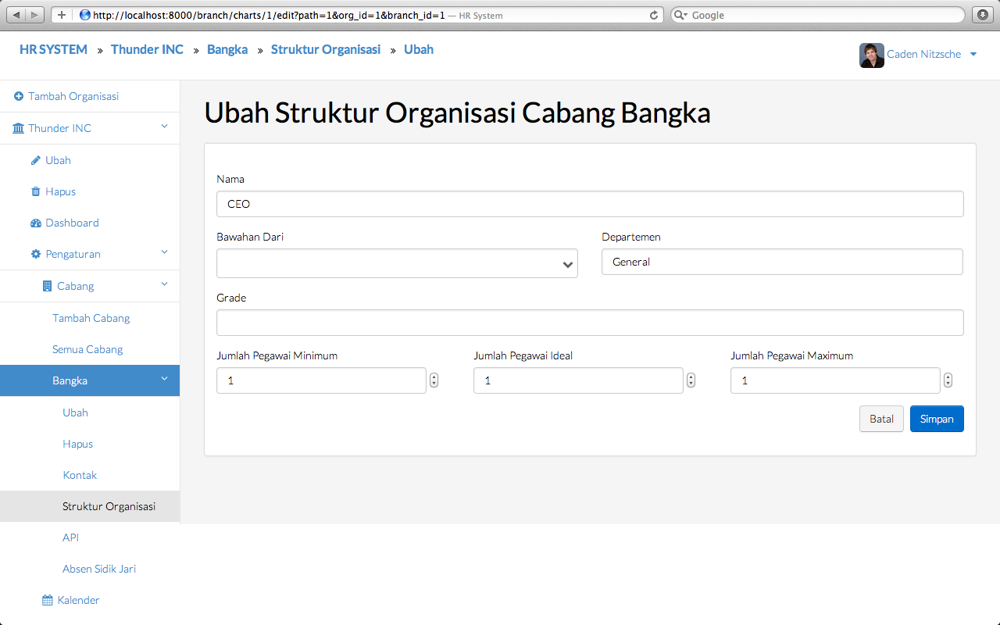 http://localhost:8000/branch/charts/1/edit?path=1&org_id=1&branch_id=1 — HR System
Google
HR SYSTEM » Thunder INC » Bangka » Struktur Organisasi » Ubah
Caden Nitzsche
Tambah Organisasi
Thunder INC
Ubah
Hapus
Dashboard
Pengaturan
Cabang
Tambah Cabang
Semua Cabang
Bangka
Ubah
Hapus
Kontak
Struktur Organisasi
API
Absen Sidik Jari
Kalender
Ubah Struktur Organisasi Cabang Bangka
Nama
CEO
Bawahan Dari
Departemen
General
Grade
Jumlah Pegawai Minimum
1
Jumlah Pegawai Ideal
1
Jumlah Pegawai Maximum
1
Batal
Simpan